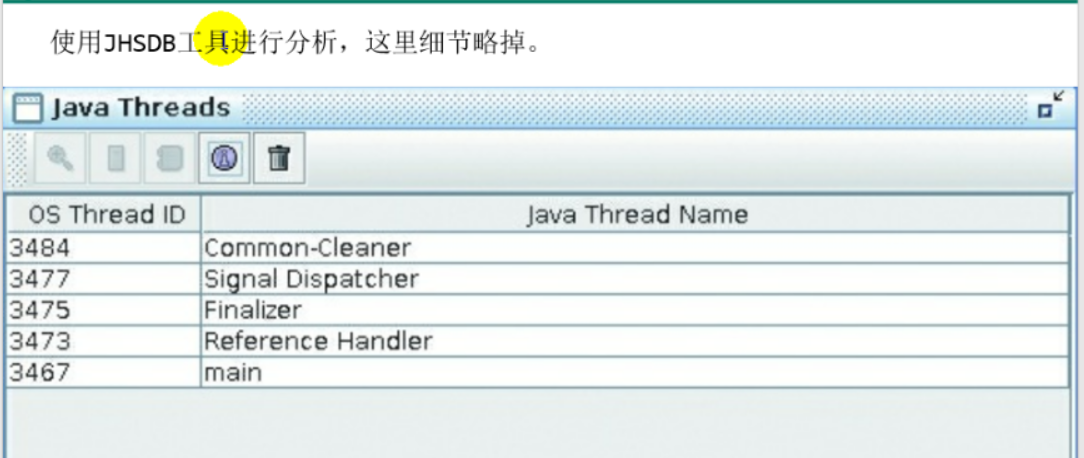 使用JHSDB工具进行分析，这里细节略掉。
Java Threads
OS Thread ID Java Thread Name
3484 Common-Cleaner
3477 Signal Dispatcher
3475 Finalizer
3473 Reference Handler
3467 main